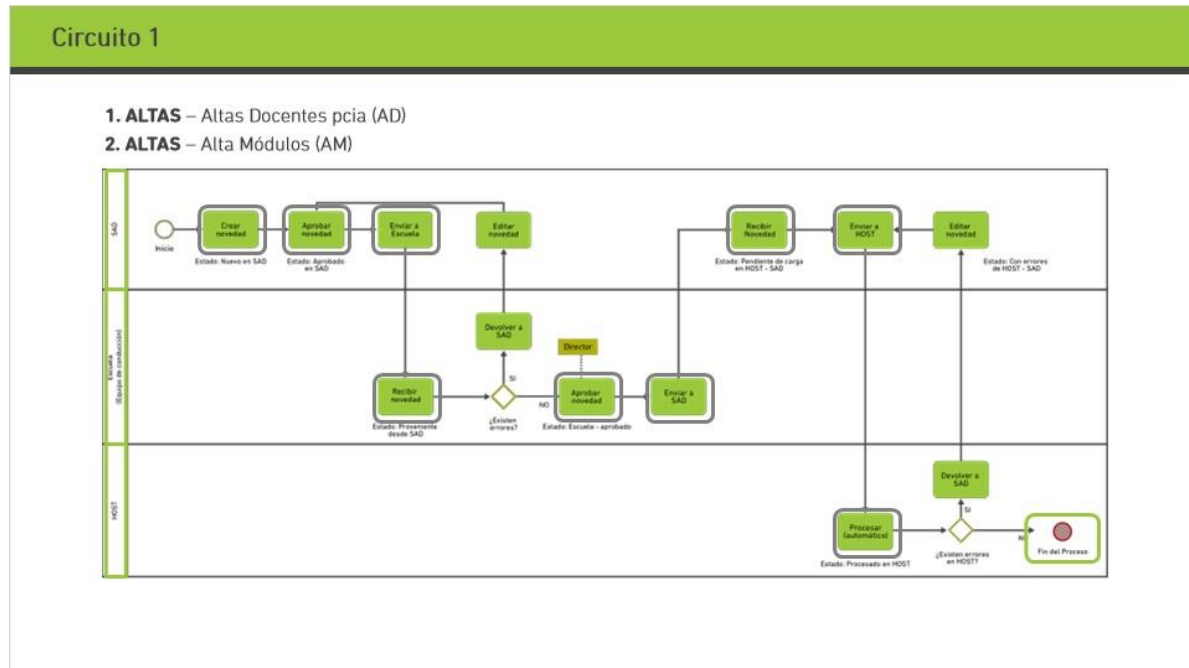 Circuito 1
1. ALTAS – Altas Docentes pcia (AD)
2. ALTAS – Alta Módulos (AM)
SAD
Inicio
Crear
novedad
Estado: Nuevo en SAD
Aprobar
novedad
Estado: Aprobado
en SAD
Enviar a
Escuela
Editar
novedad
Recibir
Novedad
Estado: Pendiente de carga
en HOST - SAD
Enviar a
HOST
Editar
novedad
Estado: Con errores
de HOST - SAD
Escuela
(Equipo de conducción)
Recibir
novedad
Estado: Proveniente
desde SAD
Devolver a
SAD
SI
¿Existen
errores?
NO
Director
Aprobar
novedad
Estado: Escuela - aprobado
Enviar a
SAD
HOST
Procesar
(automático)
Estado: Procesado en HOST
Devolver a
SAD
SI
¿Existen errores
en HOST?
NO
Fin del Proceso